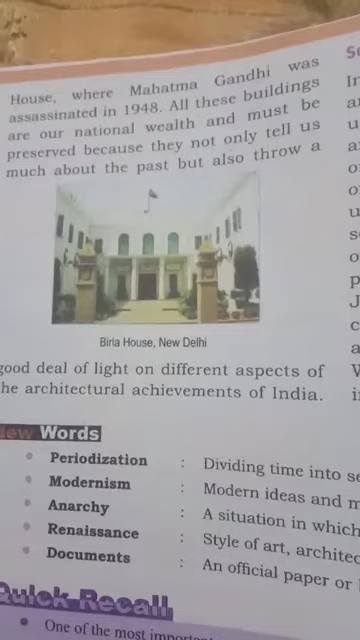 House, where Mahatma Gandhi was
assassinated in 1948. All these buildings
are our national wealth and must be
preserved because they not only tell us
much about the past but also throw a
Birla House, New Delhi
good deal of light on different aspects of
the architectural achievements of India.
New Words
Periodization : Dividing time into
Modernism : Modern ideas and
Anarchy : A situation in which
Renaissance : Style of art,
Documents : An official paper or
Quick Recall
One of the most